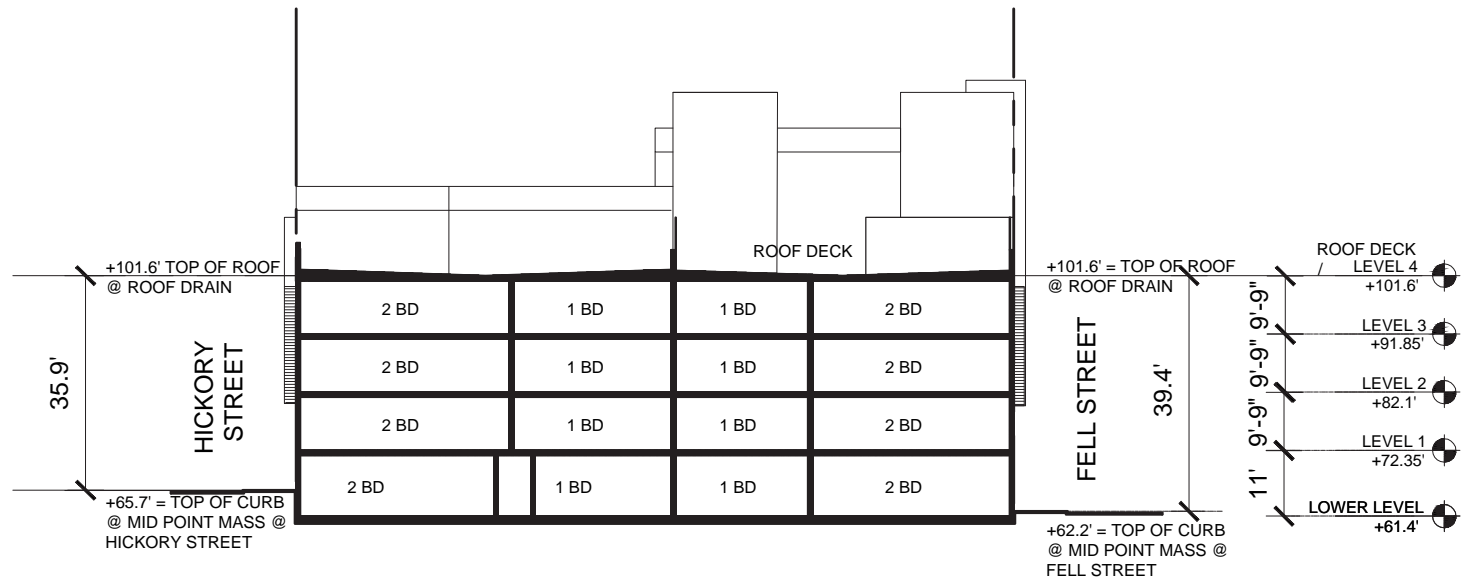 ROOF DECK
+101.6' TOP OF ROOF
@ ROOF DRAIN
+101.6' = TOP OF ROOF
@ ROOF DRAIN
ROOF DECK
LEVEL 4
+101.6'
2 BD 1 BD 1 BD 2 BD
9'-9"
LEVEL 3
+91.85'
HICKORY
STREET
35.9'
2 BD 1 BD 1 BD 2 BD
FELL STREET
39.4'
9'-9"
LEVEL 2
+82.1'
2 BD 1 BD 1 BD 2 BD
9'-9"
LEVEL 1
+72.35'
2 BD 1 BD 1 BD 2 BD
11'
+65.7' = TOP OF CURB
@ MID POINT MASS @
HICKORY STREET
LOWER LEVEL
+61.4'
+62.2' = TOP OF CURB
@ MID POINT MASS @
FELL STREET